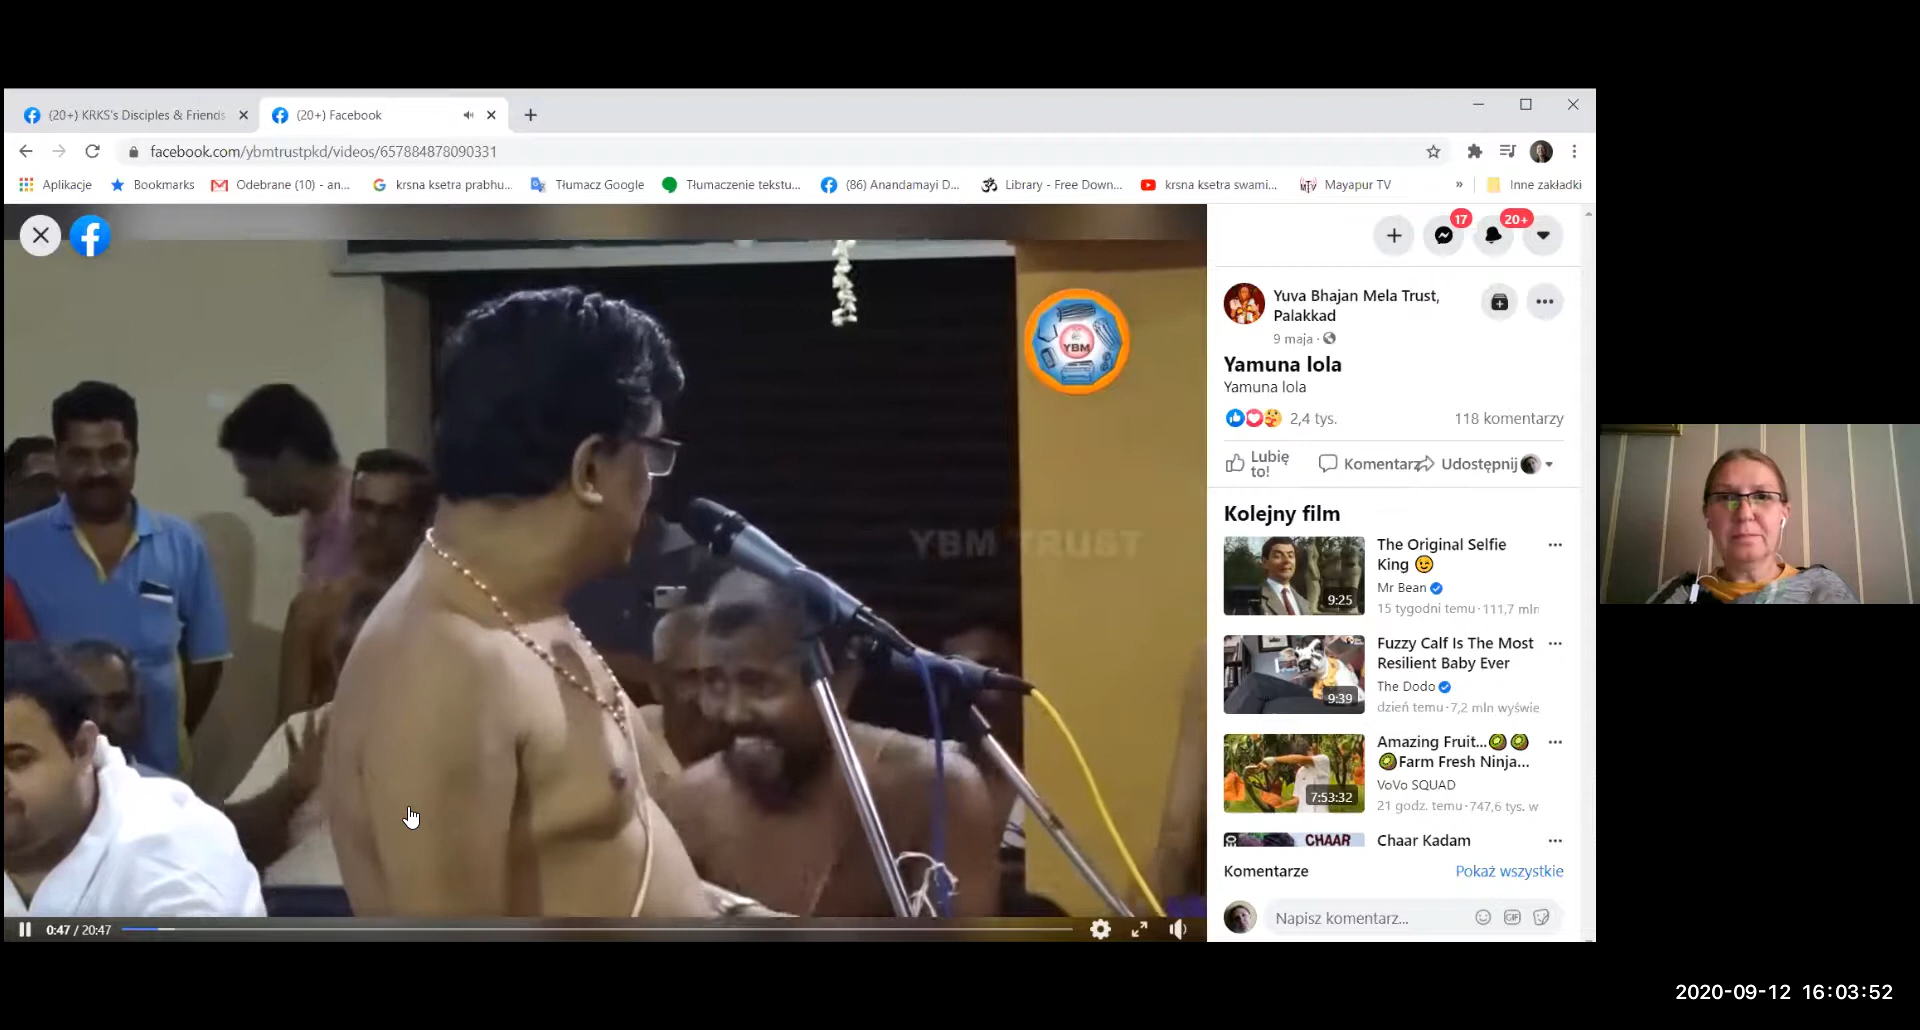 (20+) KRKS's Disciples & Friends
(20+) Facebook
facebook.com/ybmtrustpkd/videos/657884878090331
Aplikacje
Bookmarks
Odebrane (10) - an...
krsna ksetra prabhu...
Tłumacz Google
Tłumaczenie tekstu...
(86) Anandamayi D...
Library - Free Down...
krsna ksetra swami...
Mayapur TV
»
Inne zakładki
17
20+
YBM
YBM TRUST
Yuva Bhajan Mela Trust,
Palakkad
9 maja ·
Yamuna lola
Yamuna lola
2,4 tys.
118 komentarzy
Lubię
to!
Komentarz
Udostępnij
Kolejny film
The Original Selfie
King 😉
Mr Bean
15 tygodni temu · 111,7 mln
9:25
Fuzzy Calf Is The Most
Resilient Baby Ever
The Dodo
dzień temu · 7,2 mln wyświe
9:39
Amazing Fruit...🥝🥝
🥝Farm Fresh Ninja...
VoVo SQUAD
21 godz. temu · 747,6 tys. w
7:53:32
CHAAR
Chaar Kadam
Komentarze
Pokaż wszystkie
Napisz komentarz...
GIF
0:47 / 20:47
2020-09-12 16:03:52